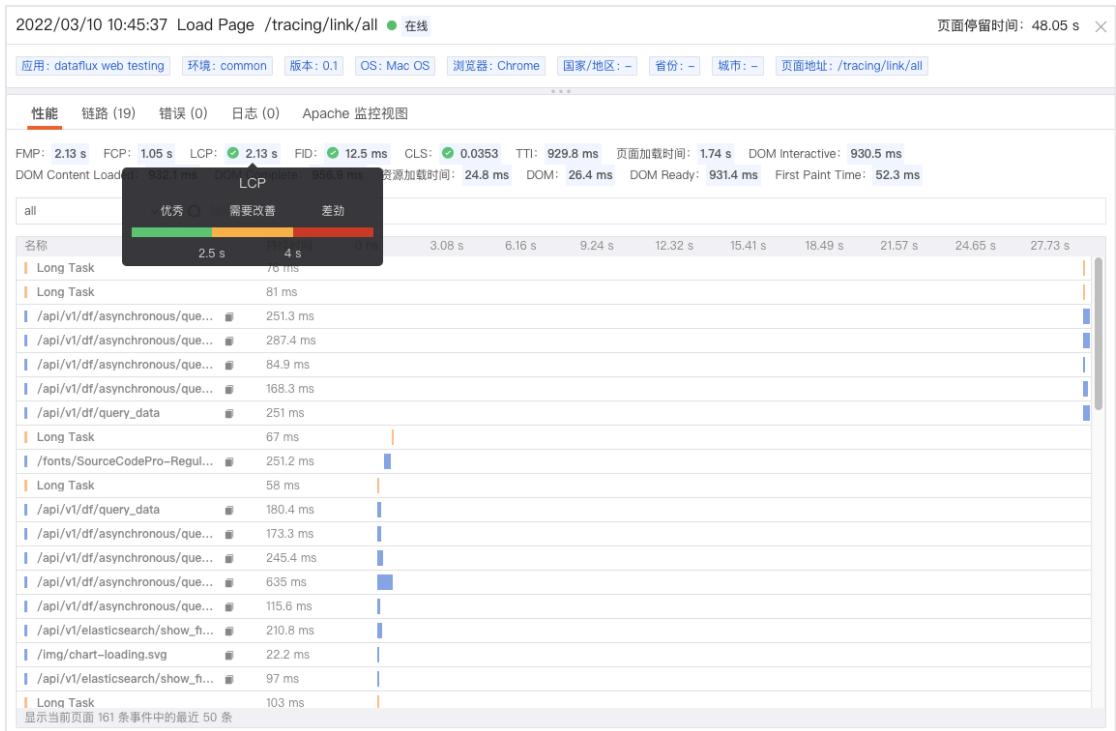 2022/03/10 10:45:37 Load Page /tracing/link/all 在线 页面停留时间: 48.05 s
应用: dataflux web testing 环境: common 版本: 0.1 OS: Mac OS 浏览器: Chrome 国家/地区: – 省份: – 城市: – 页面地址: /tracing/link/all
性能 链路 (19) 错误 (0) 日志 (0) Apache 监控视图
FMP: 2.13 s FCP: 1.05 s LCP: 2.13 s FID: 12.5 ms CLS: 0.0353 TTI: 929.8 ms 页面加载时间: 1.74 s DOM Interactive: 930.5 ms
DOM Content Loaded: 932.1 ms DOM Complete: 956.9 ms 资源加载时间: 24.8 ms DOM: 26.4 ms DOM Ready: 931.4 ms First Paint Time: 52.3 ms
LCP
优秀 需要改善 差劲
2.5 s 4 s
all
名称 0 ns 3.08 s 6.16 s 9.24 s 12.32 s 15.41 s 18.49 s 21.57 s 24.65 s 27.73 s
Long Task 76 ms
Long Task 81 ms
/api/v1/df/asynchronous/que... 251.3 ms
/api/v1/df/asynchronous/que... 287.4 ms
/api/v1/df/asynchronous/que... 84.9 ms
/api/v1/df/asynchronous/que... 168.3 ms
/api/v1/df/query_data 251 ms
Long Task 67 ms
/fonts/SourceCodePro-Regul... 251.2 ms
Long Task 58 ms
/api/v1/df/query_data 180.4 ms
/api/v1/df/asynchronous/que... 173.3 ms
/api/v1/df/asynchronous/que... 245.4 ms
/api/v1/df/asynchronous/que... 635 ms
/api/v1/df/asynchronous/que... 115.6 ms
/api/v1/elasticsearch/show_fi... 210.8 ms
/img/chart-loading.svg 22.2 ms
/api/v1/elasticsearch/show_fi... 97 ms
Long Task 103 ms
显示当前页面 161 条事件中的最近 50 条